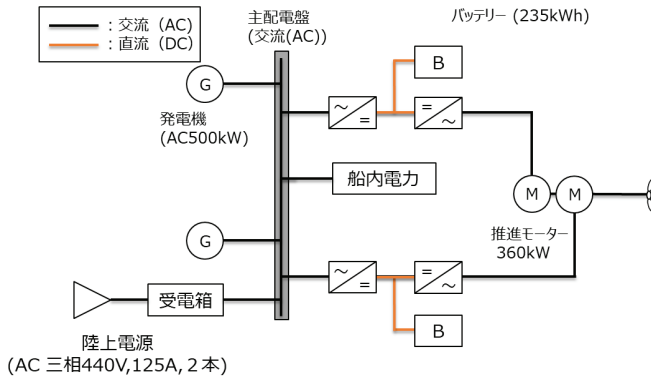 : 交流（AC）
: 直流（DC）
主配電盤
(交流(AC))
バッテリー (235kWh)
B
G
~
=
=
~
発電機
(AC500kW)
船内電力
M
M
G
推進モーター
360kW
~
=
=
~
受電箱
B
陸上電源
(AC 三相440V,125A,２本)